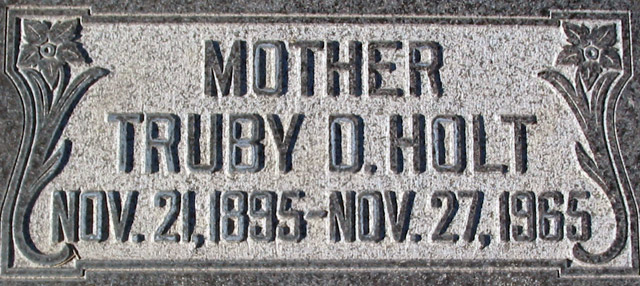 MOTHER
TRUBY O. HOLT
NOV. 21, 1895-NOV. 27, 1965